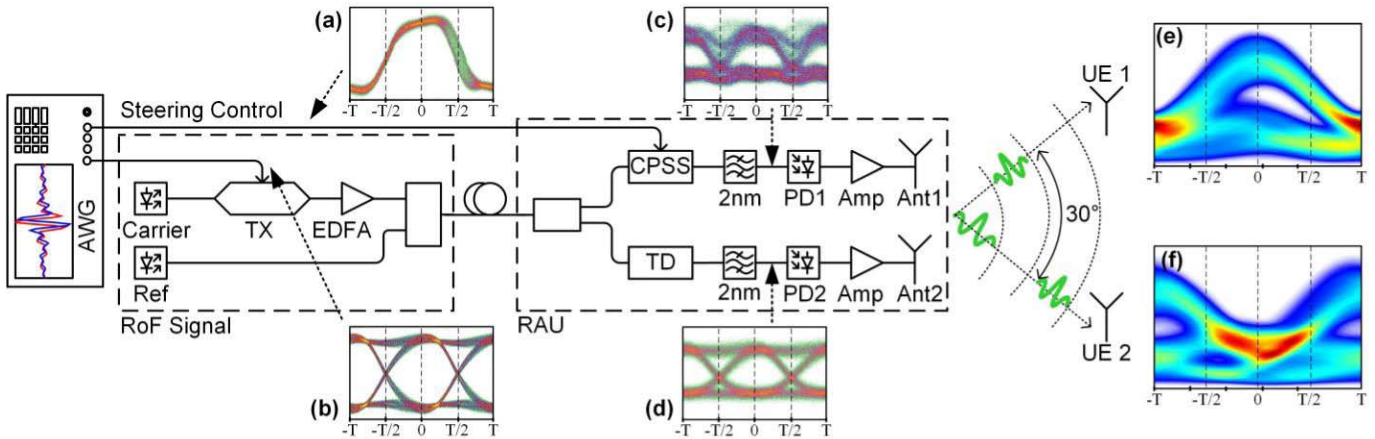 (a)
-T -T/2 0 T/2 T
(c)
-T -T/2 0 T/2 T
(e)
-T -T/2 0 T/2 T
UE 1
Steering Control
AWG
CPSS
2nm
PD1
Amp
Ant1
Carrier
TX
EDFA
Ref
RoF Signal
TD
2nm
PD2
Amp
Ant2
RAU
30°
UE 2
(b)
-T -T/2 0 T/2 T
(d)
-T -T/2 0 T/2 T
(f)
-T -T/2 0 T/2 T